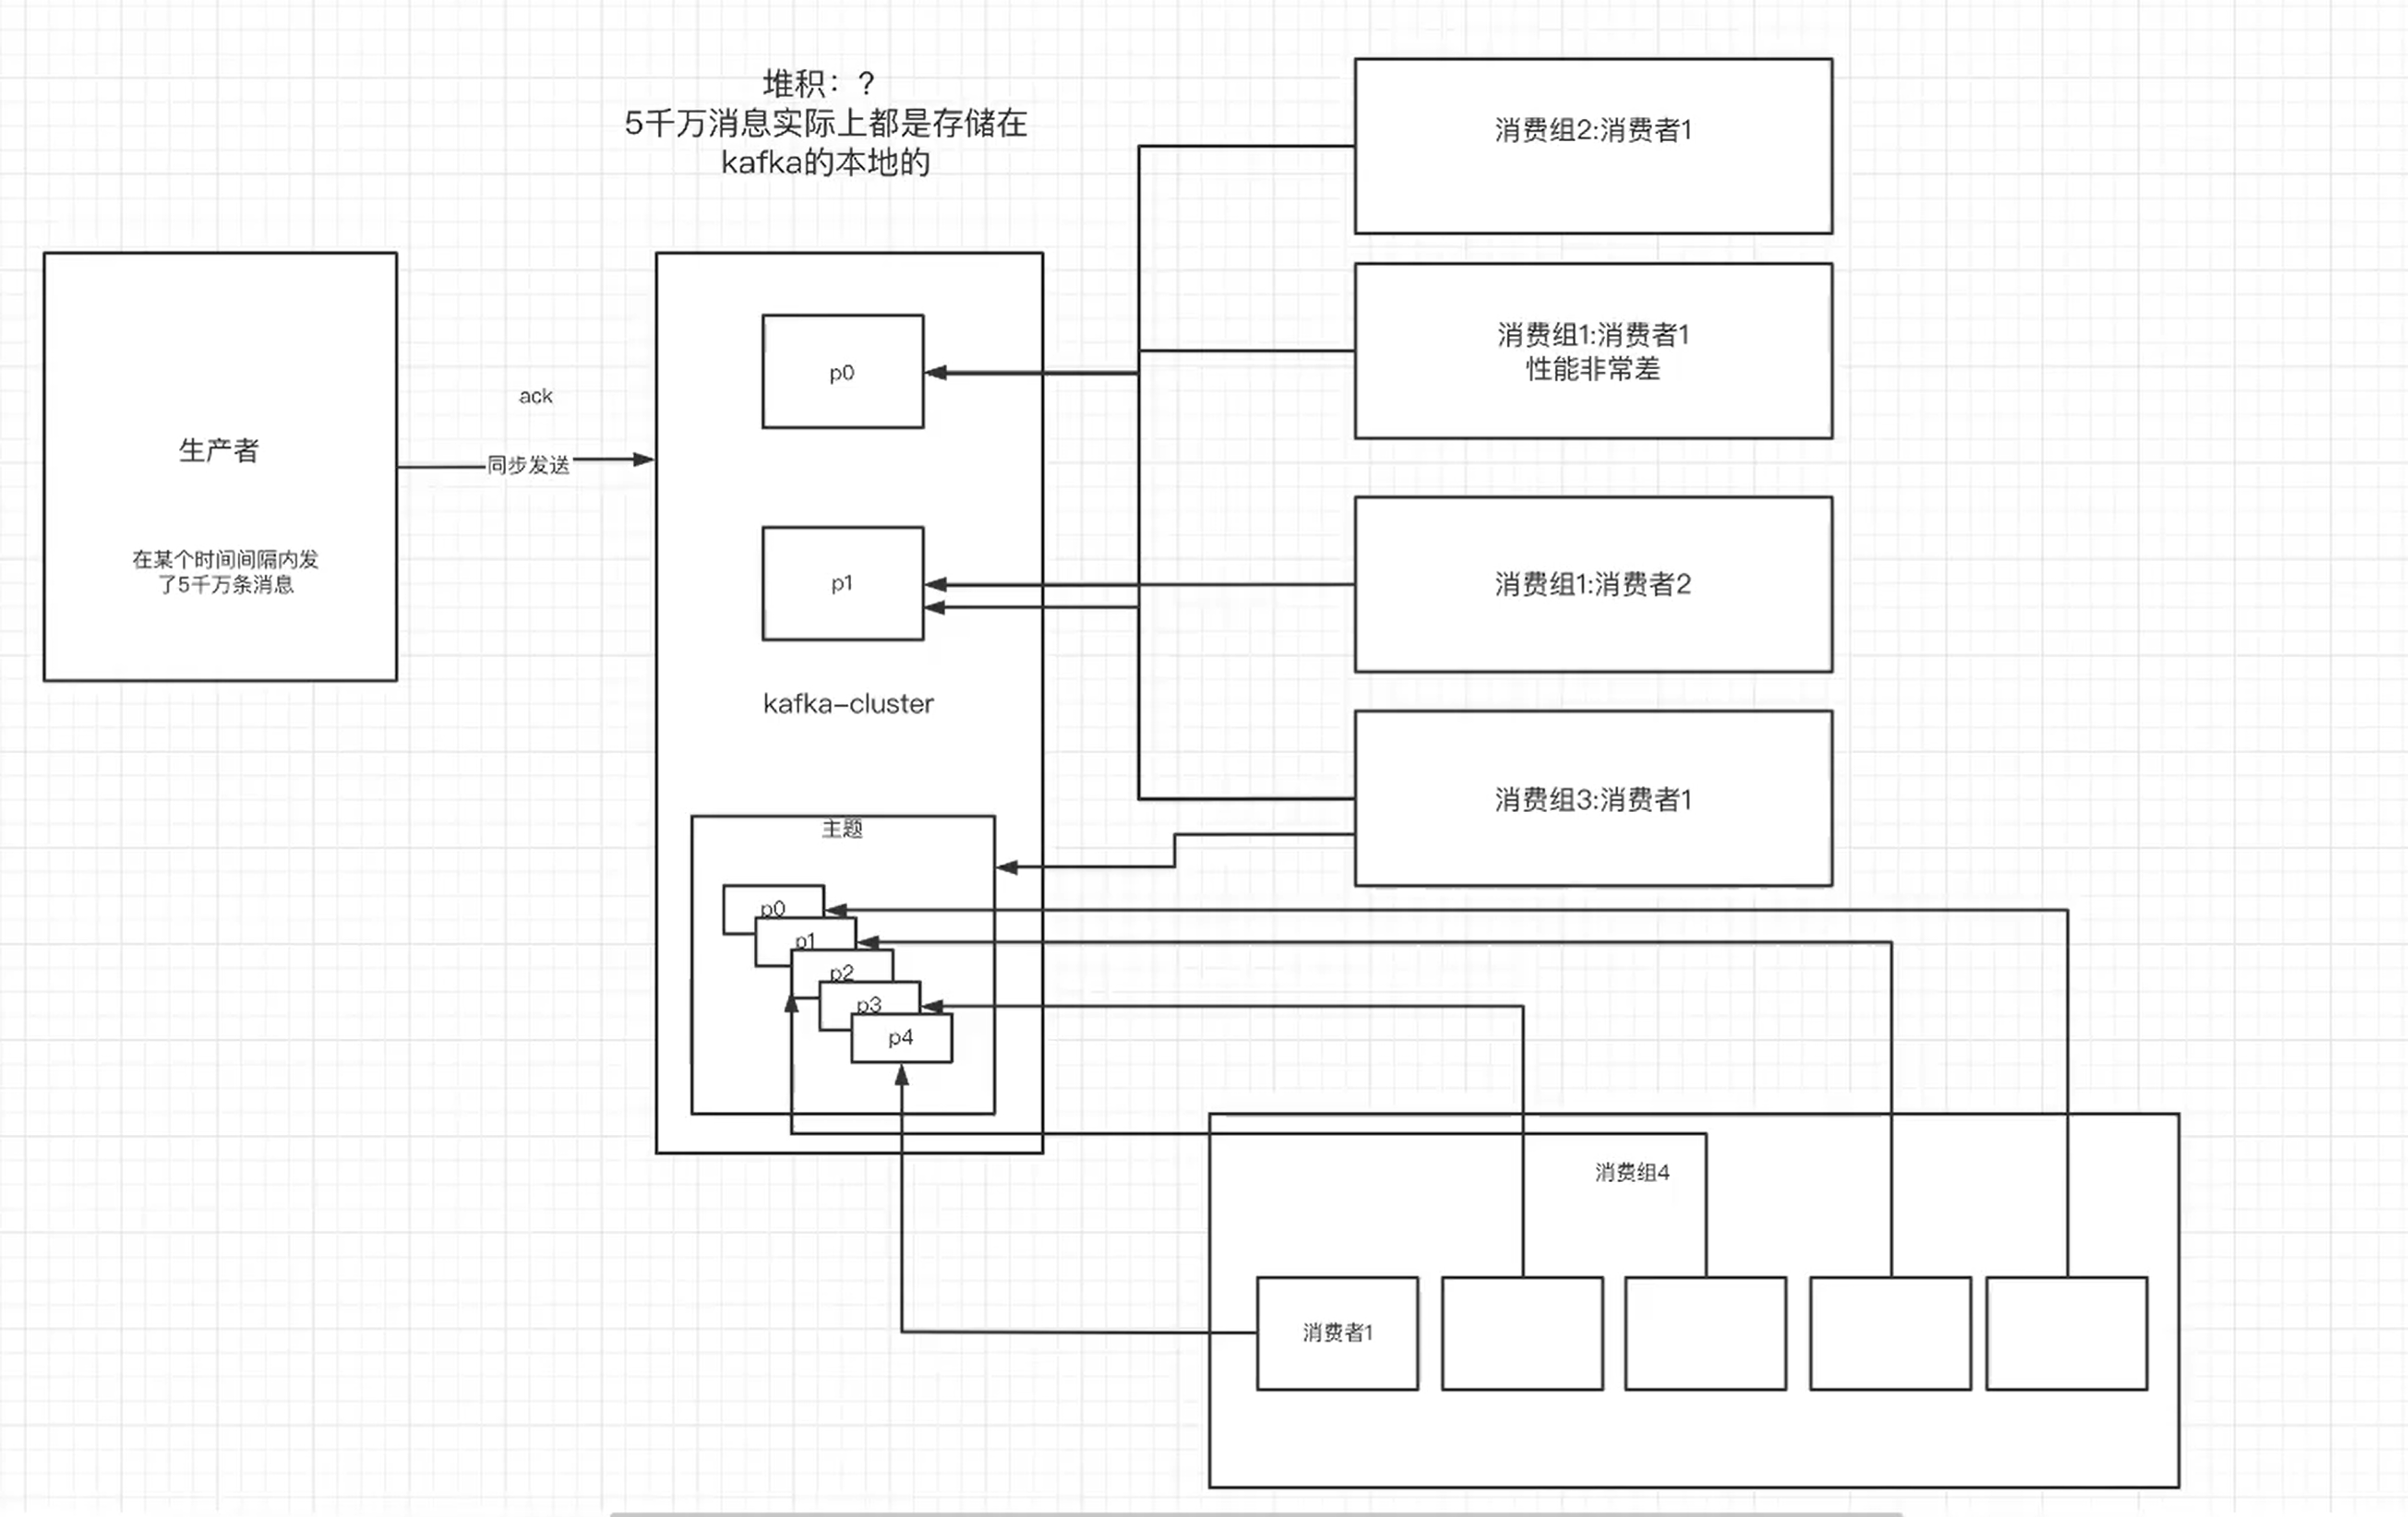 堆积：?
5千万消息实际上都是存储在
kafka的本地的
生产者
在某个时间间隔内发
了5千万条消息
ack
同步发送
p0
p1
kafka-cluster
主题
p0
p1
p2
p3
p4
消费组2:消费者1
消费组1:消费者1
性能非常差
消费组1:消费者2
消费组3:消费者1
消费组4
消费者1